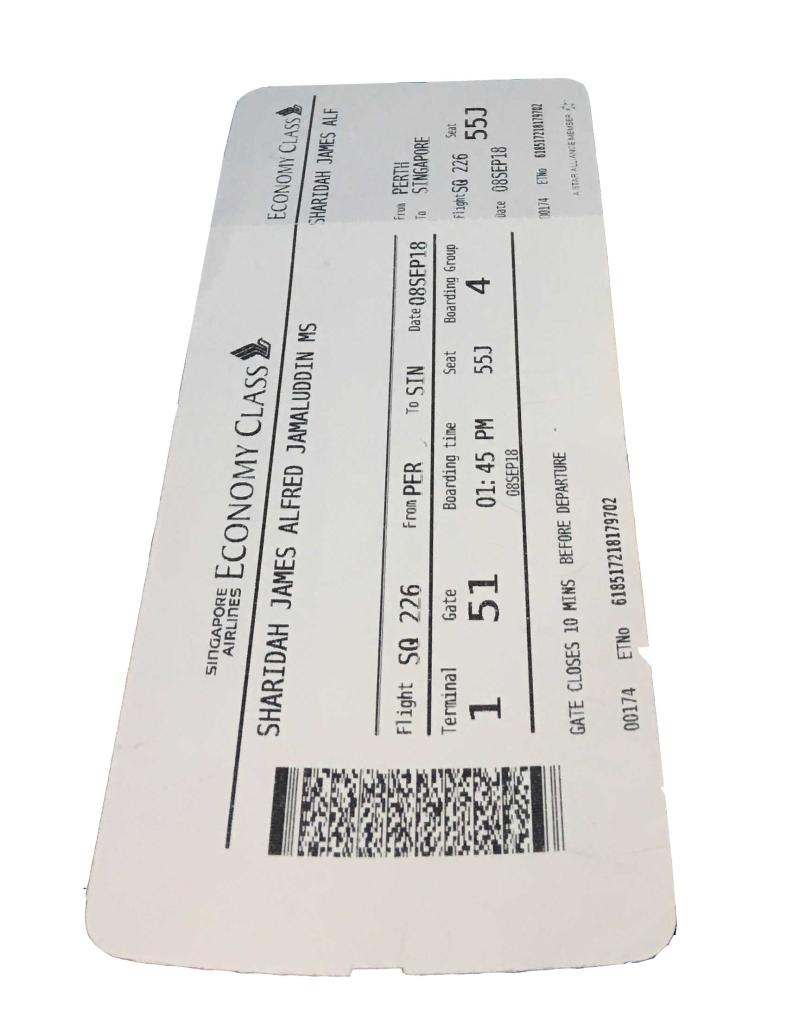 SINGAPORE
AIRLINES
ECONOMY CLASS
SHARIDAH JAMES ALFRED JAMALUDDIN MS
Flight SQ 226 From PER To SIN Date 08SEP18
Terminal Gate Boarding time Seat Boarding Group
1 51 01:45 PM 55J 4
08SEP18
GATE CLOSES 10 MINS BEFORE DEPARTURE
00174 ETNo 618517218179702
ECONOMY CLASS
SHARIDAH JAMES ALF
From PERTH
To SINGAPORE
Flight SQ 226 Seat 55J
Date 08SEP18
00174 ETNo 618517218179702
A STAR ALLIANCE MEMBER